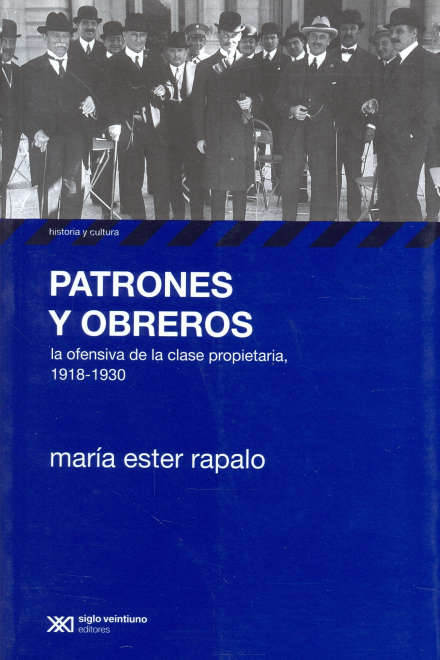 historia y cultura
PATRONES
Y OBREROS
la ofensiva de la clase propietaria,
1918-1930
maría ester rapalo
siglo veintiuno
editores